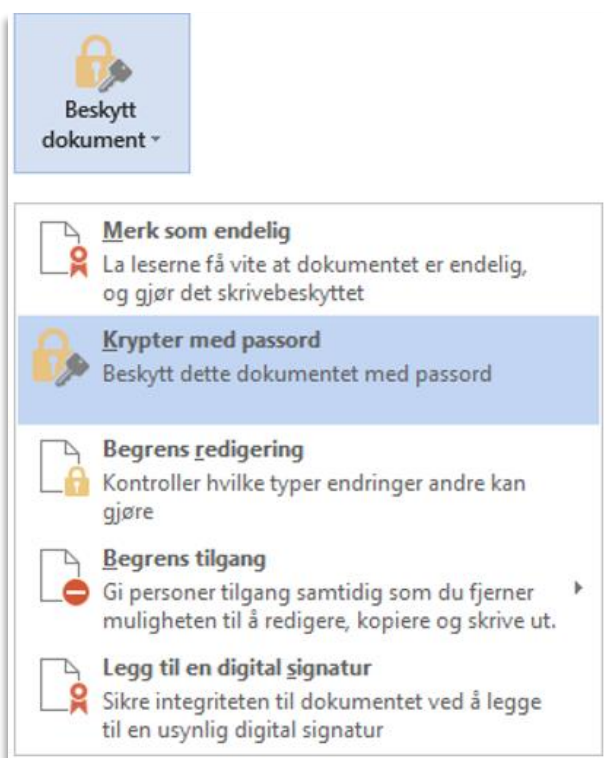 Beskytt
dokument
Merk som endelig
La leserne få vite at dokumentet er endelig,
og gjør det skrivebeskyttet
Krypter med passord
Beskytt dette dokumentet med passord
Begrens redigering
Kontroller hvilke typer endringer andre kan
gjøre
Begrens tilgang
Gi personer tilgang samtidig som du fjerner
muligheten til å redigere, kopiere og skrive ut.
Legg til en digital signatur
Sikre integriteten til dokumentet ved å legge
til en usynlig digital signatur